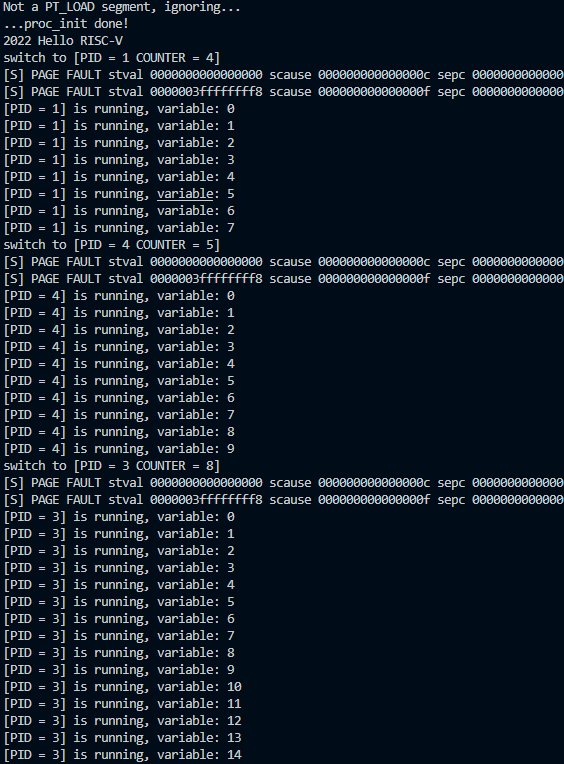 Not a PT_LOAD segment, ignoring...
...proc_init done!
2022 Hello RISC-V
switch to [PID = 1 COUNTER = 4]
[S] PAGE FAULT stval 0000000000000000 scause 000000000000000c sepc 0000000000000
[S] PAGE FAULT stval 0000003ffffffff8 scause 000000000000000f sepc 0000000000000
[PID = 1] is running, variable: 0
[PID = 1] is running, variable: 1
[PID = 1] is running, variable: 2
[PID = 1] is running, variable: 3
[PID = 1] is running, variable: 4
[PID = 1] is running, variable: 5
[PID = 1] is running, variable: 6
[PID = 1] is running, variable: 7
switch to [PID = 4 COUNTER = 5]
[S] PAGE FAULT stval 0000000000000000 scause 000000000000000c sepc 0000000000000
[S] PAGE FAULT stval 0000003ffffffff8 scause 000000000000000f sepc 0000000000000
[PID = 4] is running, variable: 0
[PID = 4] is running, variable: 1
[PID = 4] is running, variable: 2
[PID = 4] is running, variable: 3
[PID = 4] is running, variable: 4
[PID = 4] is running, variable: 5
[PID = 4] is running, variable: 6
[PID = 4] is running, variable: 7
[PID = 4] is running, variable: 8
[PID = 4] is running, variable: 9
switch to [PID = 3 COUNTER = 8]
[S] PAGE FAULT stval 0000000000000000 scause 000000000000000c sepc 0000000000000
[S] PAGE FAULT stval 0000003ffffffff8 scause 000000000000000f sepc 0000000000000
[PID = 3] is running, variable: 0
[PID = 3] is running, variable: 1
[PID = 3] is running, variable: 2
[PID = 3] is running, variable: 3
[PID = 3] is running, variable: 4
[PID = 3] is running, variable: 5
[PID = 3] is running, variable: 6
[PID = 3] is running, variable: 7
[PID = 3] is running, variable: 8
[PID = 3] is running, variable: 9
[PID = 3] is running, variable: 10
[PID = 3] is running, variable: 11
[PID = 3] is running, variable: 12
[PID = 3] is running, variable: 13
[PID = 3] is running, variable: 14